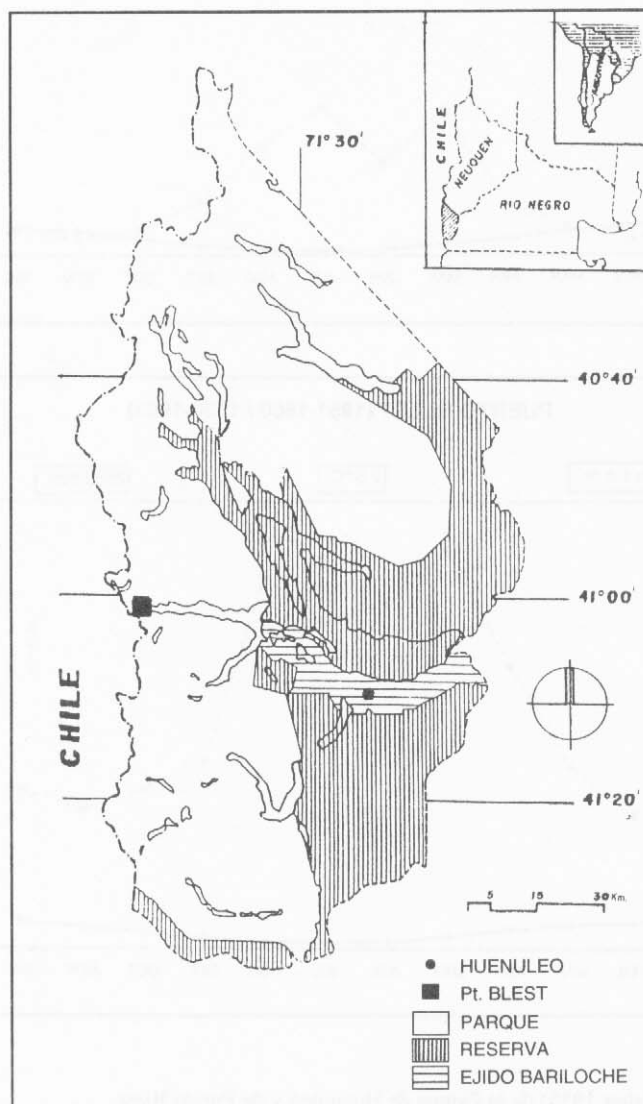 71° 30'
CHILE
NEUQUEN
RIO NEGRO
40° 40'
41° 00'
CHILE
41° 20'
5 15 30 Km.
HUENULEO
Pt. BLEST
PARQUE
RESERVA
EJIDO BARILOCHE